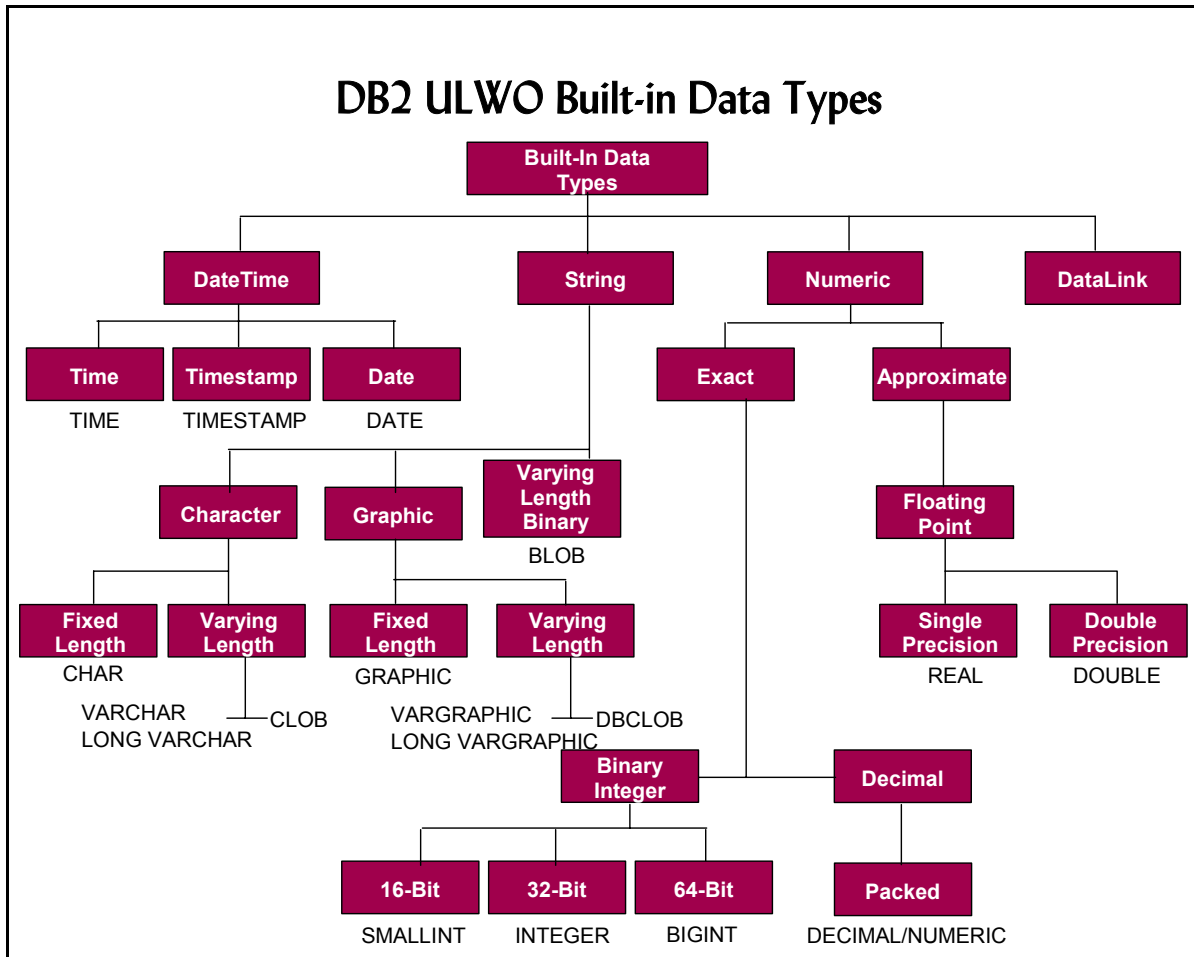 DB2 ULWO Built-in Data Types
Built-In Data
Types
DateTime
String
Numeric
DataLink
Time
Timestamp
Date
Exact
Approximate
TIME
TIMESTAMP
DATE
Character
Graphic
Varying
Length
Binary
BLOB
Floating
Point
Fixed
Length
Varying
Length
Fixed
Length
Varying
Length
Single
Precision
Double
Precision
CHAR
GRAPHIC
REAL
DOUBLE
VARCHAR
LONG VARCHAR
CLOB
VARGRAPHIC
LONG VARGRAPHIC
DBCLOB
Binary
Integer
Decimal
16-Bit
32-Bit
64-Bit
Packed
SMALLINT
INTEGER
BIGINT
DECIMAL/NUMERIC